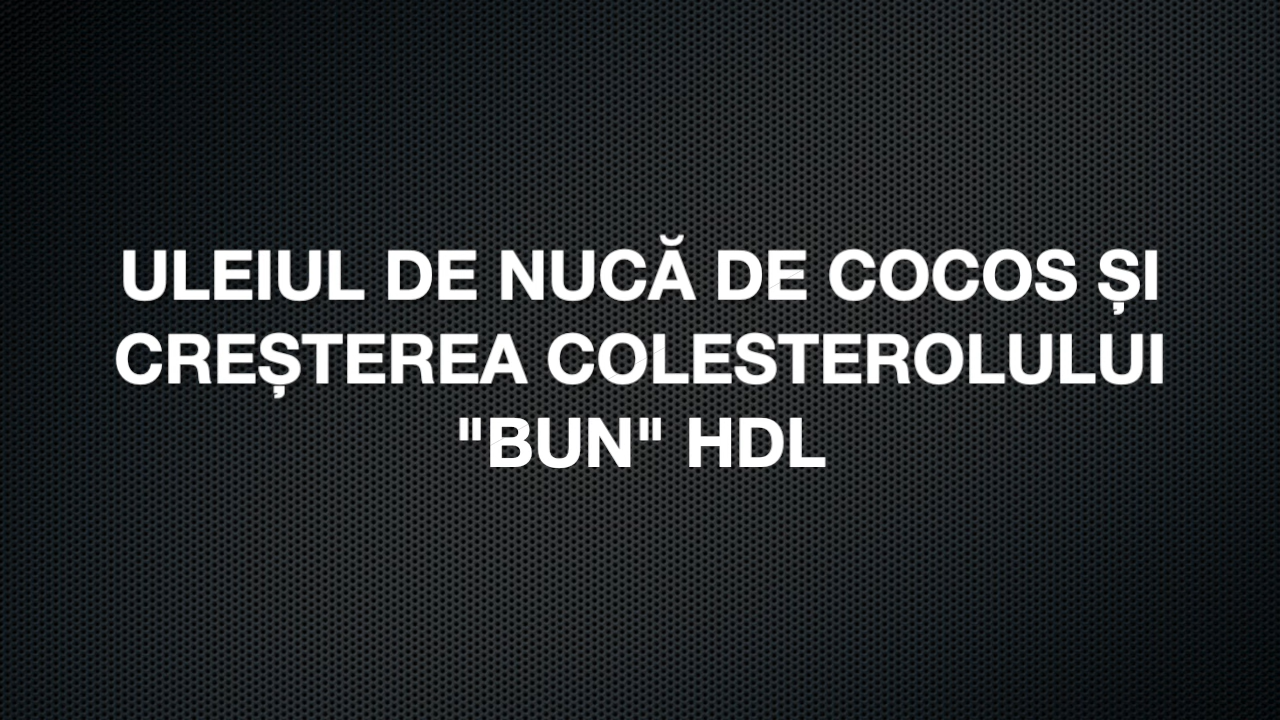 ULEIUL DE NUCĂ DE COCOS ȘI
CREȘTEREA COLESTEROLULUI
"BUN" HDL